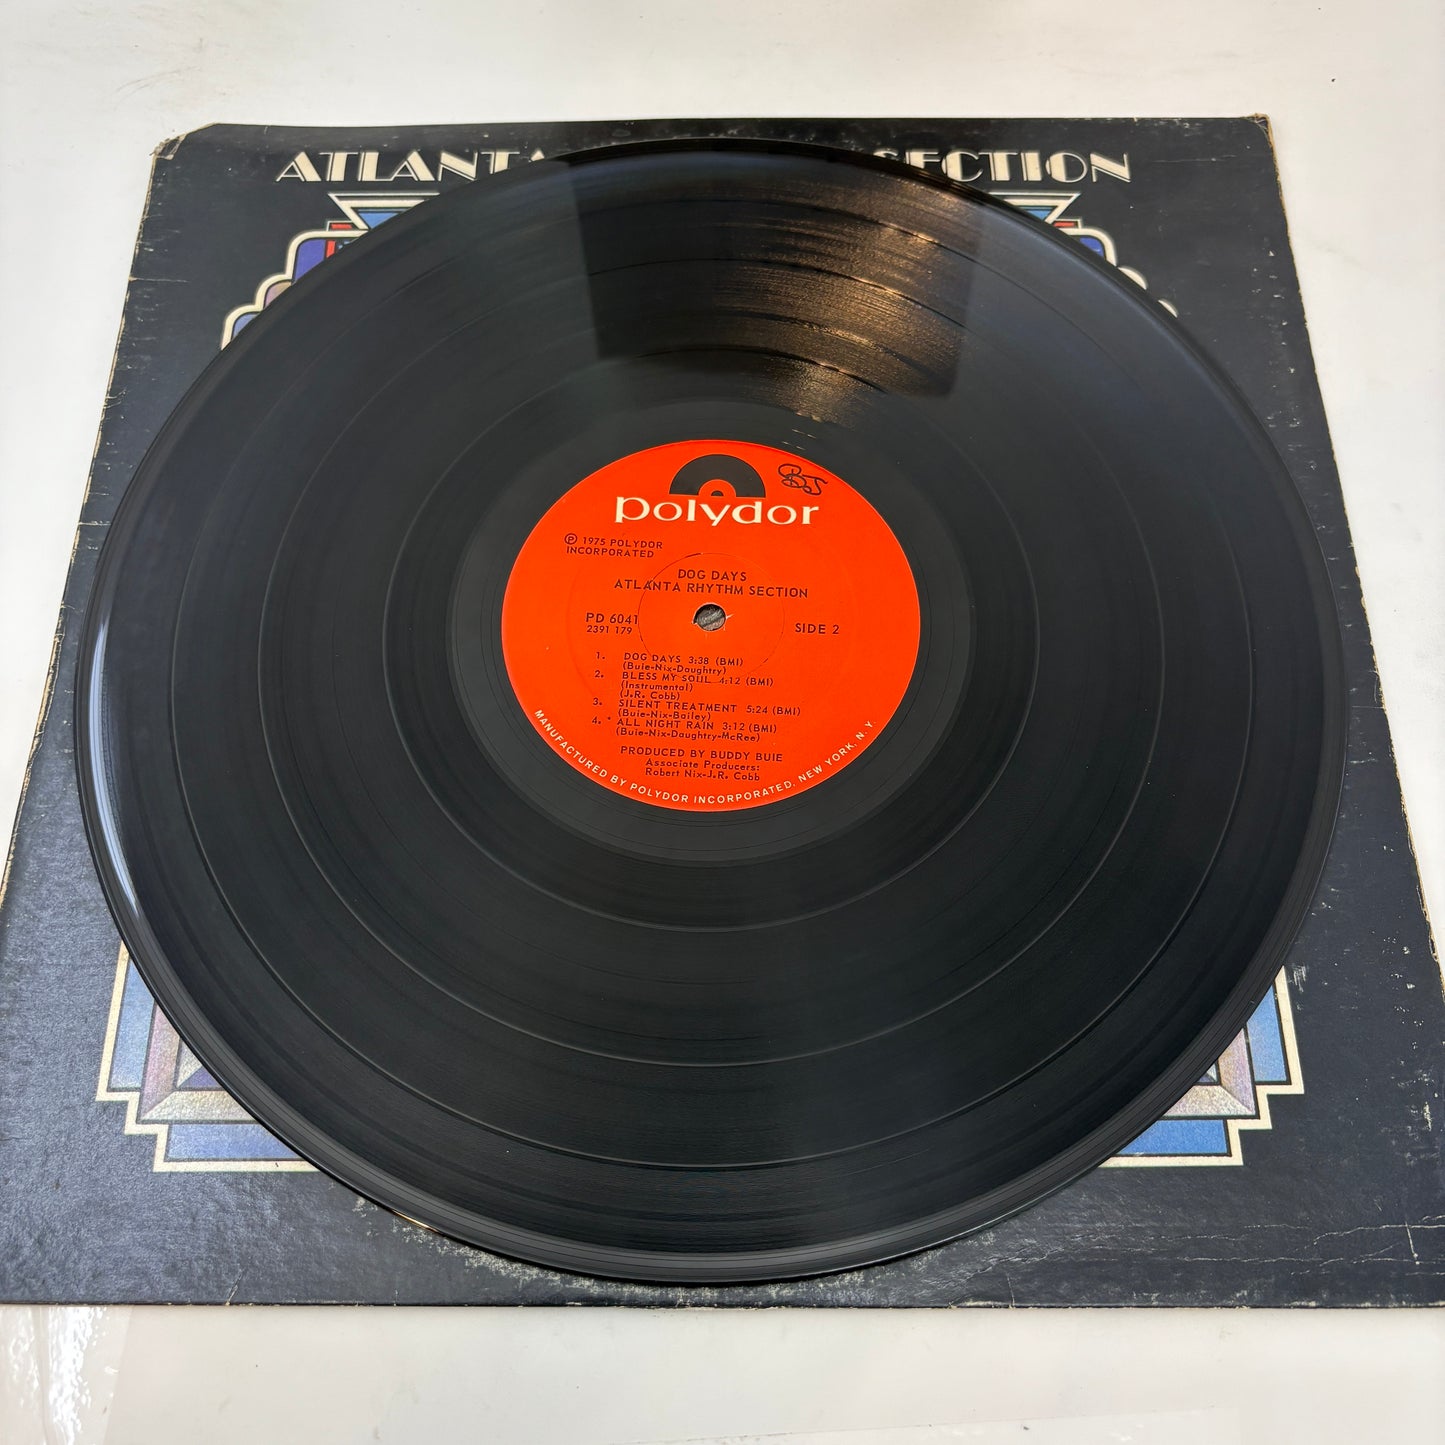 ATLANTA SECTION
BJ
polydor
℗ 1975 POLYDOR
INCORPORATED
DOG DAYS
ATLANTA RHYTHM SECTION
PD 6041
2391 179
SIDE 2
1. DOG DAYS 3:38 (BMI)
(Buie-Nix-Daughtry)
2. BLESS MY SOUL 4:12 (BMI)
(Instrumental)
(J.R. Cobb)
3. SILENT TREATMENT 5:24 (BMI)
(Buie-Nix-Bailey)
4. ALL NIGHT RAIN 3:12 (BMI)
(Buie-Nix-Daughtry-McRee)
PRODUCED BY BUDDY BUIE
Associate Producers:
Robert Nix-J.R. Cobb
MANUFACTURED BY POLYDOR INCORPORATED, NEW YORK, N.Y.